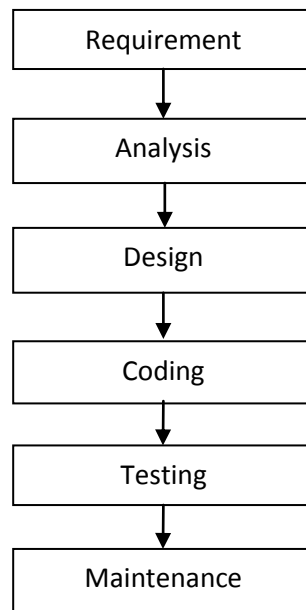 Requirement
Analysis
Design
Coding
Testing
Maintenance